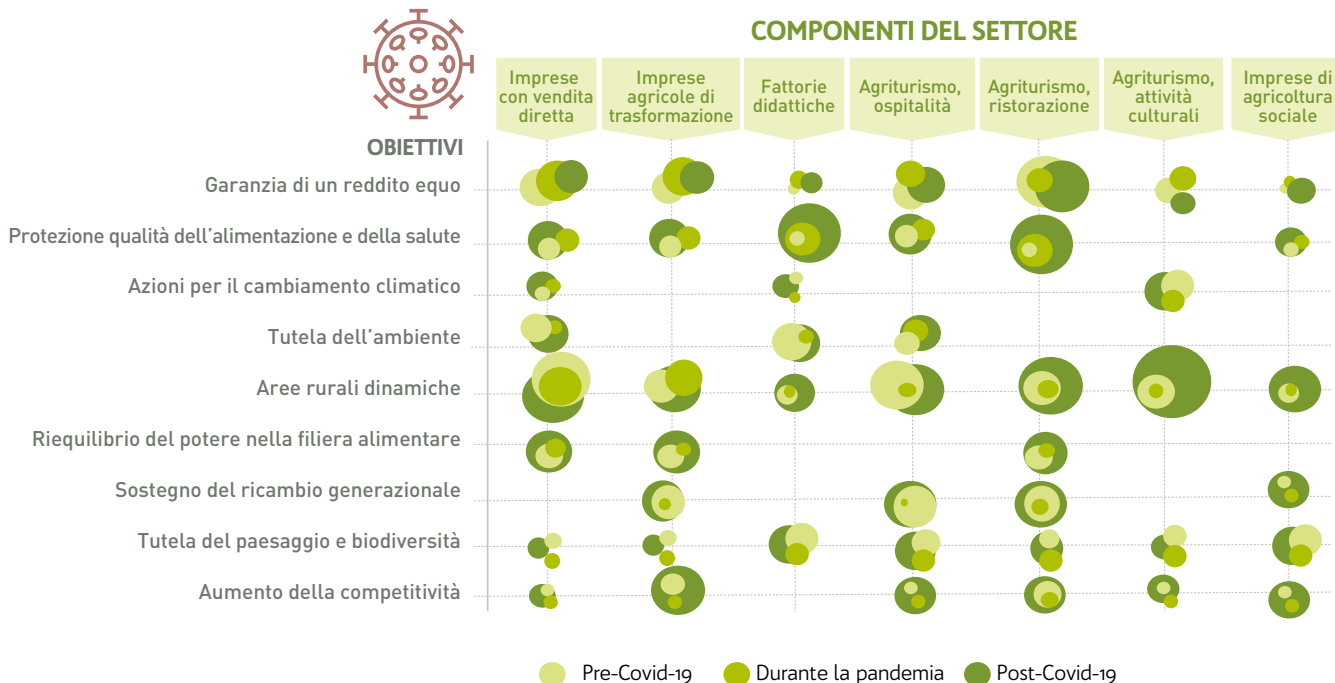 COMPONENTI DEL SETTORE
Imprese
con vendita
diretta
Imprese
agricole di
trasformazione
Fattorie
didattiche
Agriturismo,
ospitalità
Agriturismo,
ristorazione
Agriturismo,
attività
culturali
Imprese di
agricoltura
sociale
OBIETTIVI
Garanzia di un reddito equo
Protezione qualità dell'alimentazione e della salute
Azioni per il cambiamento climatico
Tutela dell'ambiente
Aree rurali dinamiche
Riequilibrio del potere nella filiera alimentare
Sostegno del ricambio generazionale
Tutela del paesaggio e biodiversità
Aumento della competitività
Pre-Covid-19
Durante la pandemia
Post-Covid-19